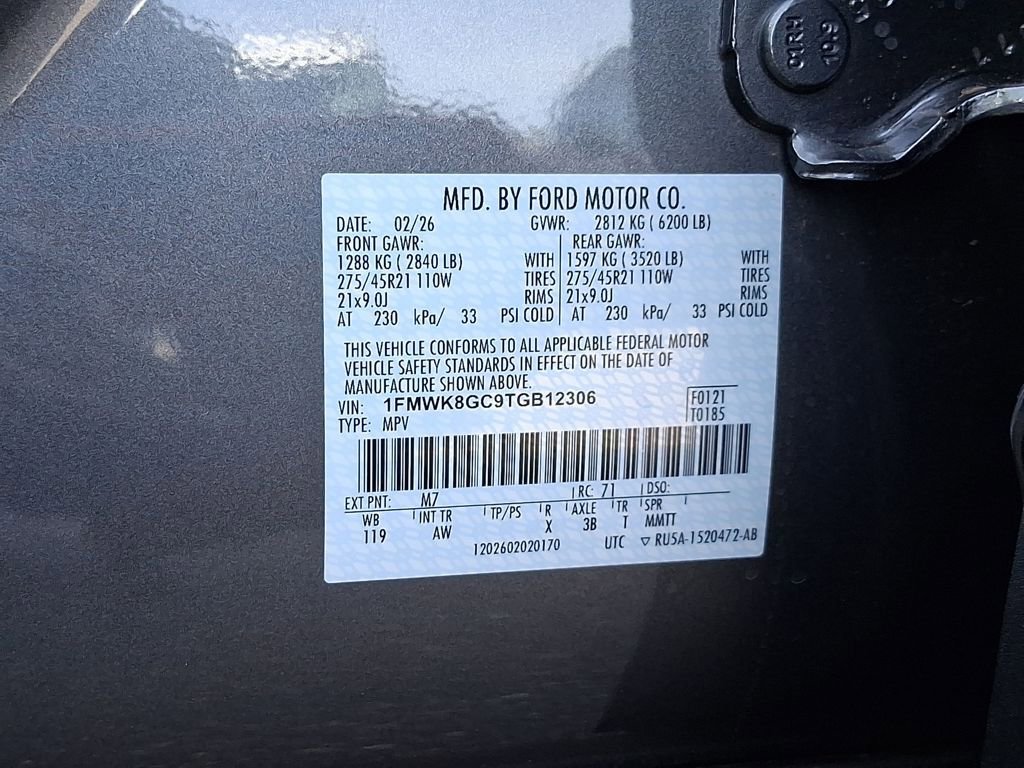 01RH
19.9
MFD. BY FORD MOTOR CO.
DATE: 02/26 GVWR: 2812 KG ( 6200 LB)
FRONT GAWR: REAR GAWR:
1288 KG ( 2840 LB) WITH 1597 KG ( 3520 LB) WITH
275/45R21 110W TIRES 275/45R21 110W TIRES
21x9.0J RIMS 21x9.0J RIMS
AT 230 kPa/ 33 PSI COLD AT 230 kPa/ 33 PSI COLD
THIS VEHICLE CONFORMS TO ALL APPLICABLE FEDERAL MOTOR
VEHICLE SAFETY STANDARDS IN EFFECT ON THE DATE OF
MANUFACTURE SHOWN ABOVE.
VIN: 1FMWK8GC9TGB12306 F0121
TYPE: MPV T0185
EXT PNT: M7 RC: 71 DSO:
WB INT TR TP/PS R AXLE TR SPR
119 AW X 3B T MMTT
1202602020170 UTC ▽ RU5A-1520472-AB